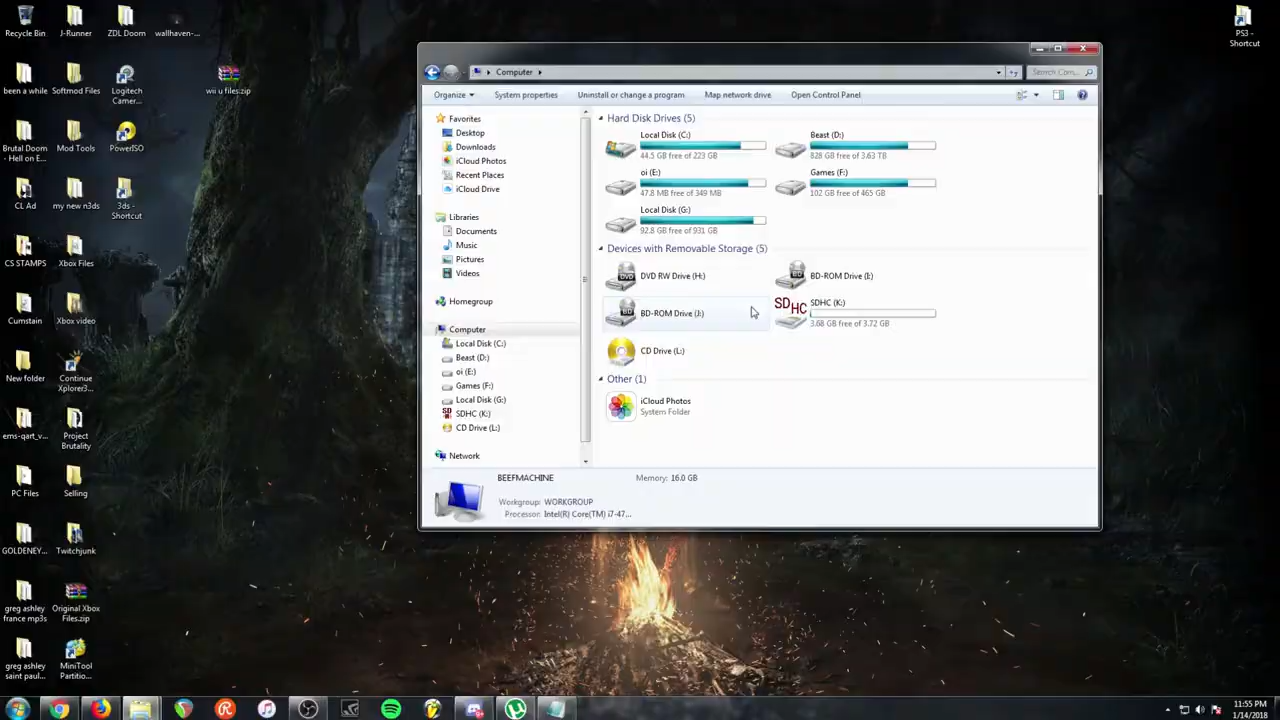 Recycle Bin
J-Runner
ZDL Doom
wallhaven-...
PS3 -
Shortcut
been a while
Softmod Files
Logitech
Camer...
wii u files.zip
Brutal Doom
- Hell on E...
Mod Tools
PowerISO
CL Ad
my new n3ds
3ds -
Shortcut
CS STAMPS
Xbox Files
Cumstain
Xbox video
New folder
Continue
Xplorer3...
ems-qart_v...
Project
Brutality
PC Files
Selling
GOLDENEY...
Twitchjunk
greg ashley
france mp3s
Original Xbox
Files.zip
greg ashley
saint paul...
MiniTool
Partitio...
Computer
Search Com...
Organize
System properties
Uninstall or change a program
Map network drive
Open Control Panel
Favorites
Desktop
Downloads
iCloud Photos
Recent Places
iCloud Drive
Libraries
Documents
Music
Pictures
Videos
Homegroup
Computer
Local Disk (C:)
Beast (D:)
oi (E:)
Games (F:)
Local Disk (G:)
SDHC (K:)
CD Drive (L:)
Network
Hard Disk Drives (5)
Local Disk (C:)
44.5 GB free of 223 GB
Beast (D:)
828 GB free of 3.63 TB
oi (E:)
47.8 MB free of 349 MB
Games (F:)
102 GB free of 465 GB
Local Disk (G:)
92.8 GB free of 931 GB
Devices with Removable Storage (5)
DVD RW Drive (H:)
BD-ROM Drive (I:)
BD-ROM Drive (J:)
SDHC (K:)
3.68 GB free of 3.72 GB
CD Drive (L:)
Other (1)
iCloud Photos
System Folder
BEEFMACHINE
Memory: 16.0 GB
Workgroup: WORKGROUP
Processor: Intel(R) Core(TM) i7-47...
11:55 PM
1/14/2018